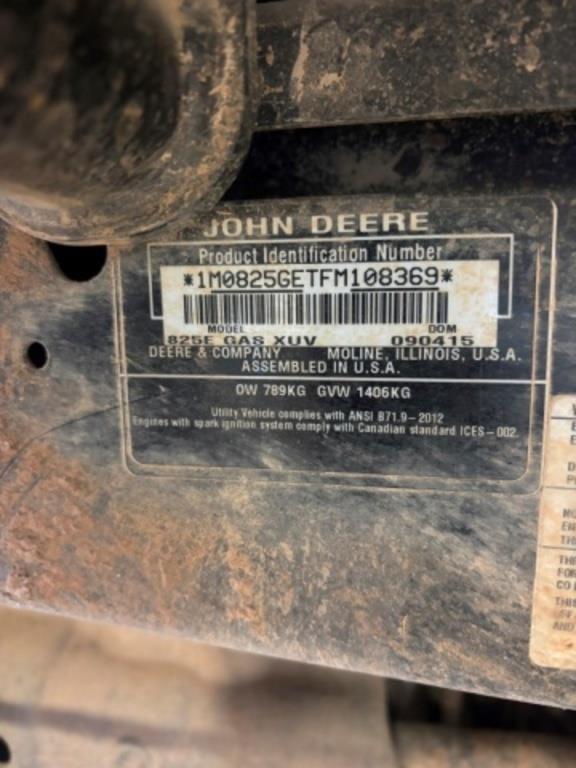 JOHN DEERE
Product Identification Number
*1M0825GETFM108369*
MODEL DOM
825E GAS XUV 090415
DEERE & COMPANY MOLINE, ILLINOIS, U.S.A.
ASSEMBLED IN U.S.A.
OW 789KG GVW 1406KG
Utility Vehicle complies with ANSI B71.9-2012
Engines with spark ignition system comply with Canadian standard ICES-002.